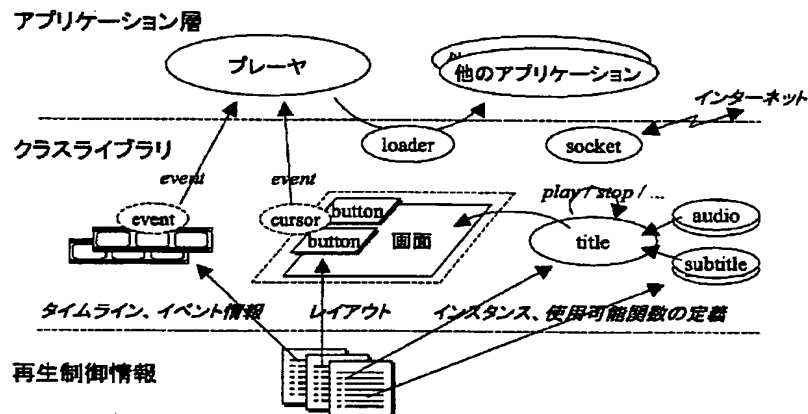 アプリケーション層
プレーヤ
他のアプリケーション
インターネット
クラスライブラリ
loader
socket
event
event
play / stop / ...
event
cursor
button
button
画面
title
audio
subtitle
タイムライン、イベント情報
レイアウト
インスタンス、使用可能関数の定義
再生制御情報